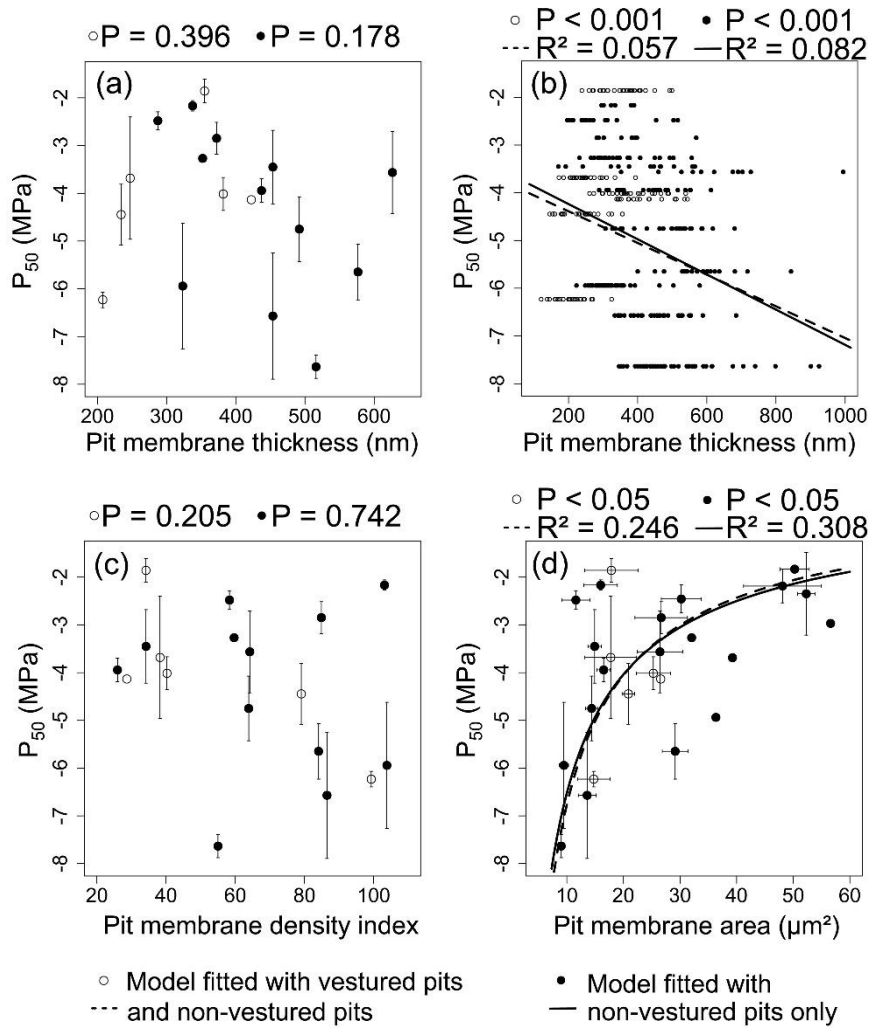 ○ P = 0.396 ● P = 0.178
(a)
-2
-3
-4
-5
-6
-7
-8
P₅₀ (MPa)
200 300 400 500 600
Pit membrane thickness (nm)
○ P < 0.001 ● P < 0.001
--- R² = 0.057 — R² = 0.082
(b)
-2
-3
-4
-5
-6
-7
-8
P₅₀ (MPa)
200 400 600 800 1000
Pit membrane thickness (nm)
○ P = 0.205 ● P = 0.742
(c)
-2
-3
-4
-5
-6
-7
-8
P₅₀ (MPa)
20 40 60 80 100
Pit membrane density index
○ P < 0.05 ● P < 0.05
--- R² = 0.246 — R² = 0.308
(d)
-2
-3
-4
-5
-6
-7
-8
P₅₀ (MPa)
10 20 30 40 50 60
Pit membrane area (µm²)
○ Model fitted with vestured pits
--- and non-vestured pits
● Model fitted with
— non-vestured pits only